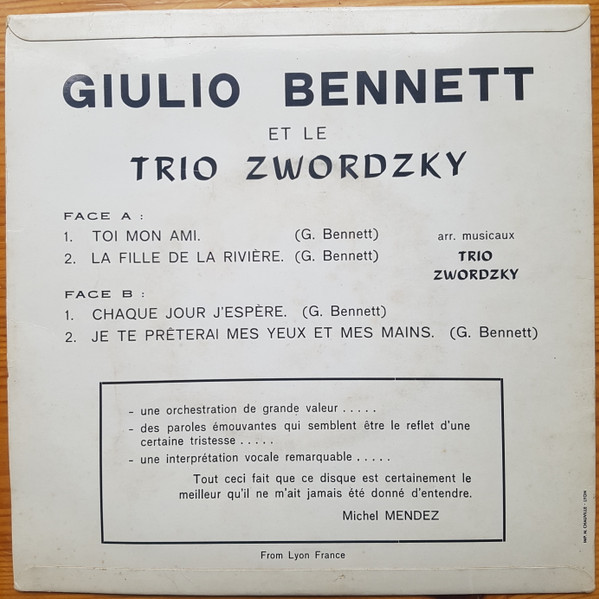 GIULIO BENNETT
ET LE
TRIO ZWORDZKY
FACE A :
1. TOI MON AMI. (G. Bennett)
2. LA FILLE DE LA RIVIÈRE. (G. Bennett)
arr. musicaux
TRIO
ZWORDZKY
FACE B :
1. CHAQUE JOUR J'ESPÈRE. (G. Bennett)
2. JE TE PRÊTERAI MES YEUX ET MES MAINS. (G. Bennett)
- une orchestration de grande valeur . . . . .
- des paroles émouvantes qui semblent être le reflet d'une
certaine tristesse . . . . .
- une interprétation vocale remarquable . . . . .
Tout ceci fait que ce disque est certainement le
meilleur qu'il ne m'ait jamais été donné d'entendre.
Michel MENDEZ
From Lyon France
IMP. M. CHAUVILLE - LYON